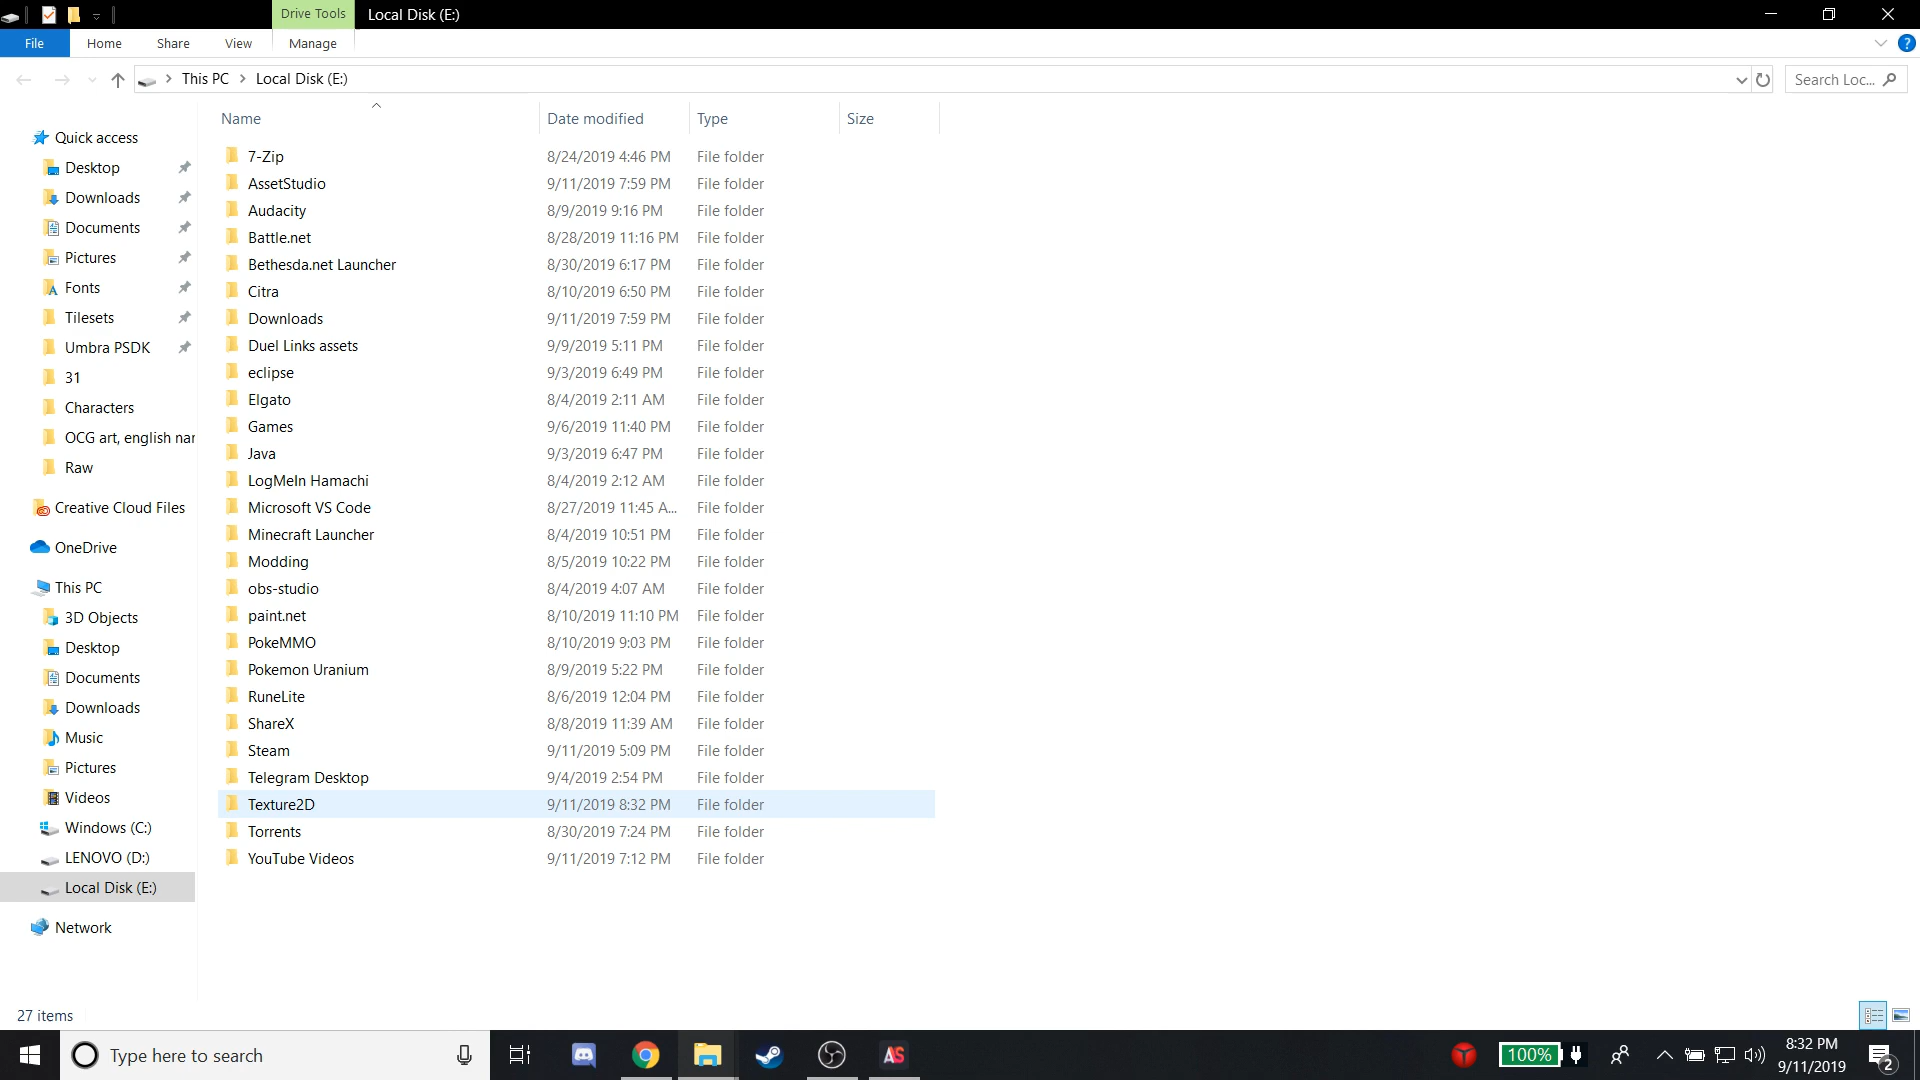 Drive Tools
Local Disk (E:)
File
Home
Share
View
Manage
?
This PC
Local Disk (E:)
Search Loc...
Name
Date modified
Type
Size
Quick access
Desktop
Downloads
Documents
Pictures
Fonts
Tilesets
Umbra PSDK
31
Characters
OCG art, english nar
Raw
Creative Cloud Files
OneDrive
This PC
3D Objects
Desktop
Documents
Downloads
Music
Pictures
Videos
Windows (C:)
LENOVO (D:)
Local Disk (E:)
Network
7-Zip 8/24/2019 4:46 PM File folder
AssetStudio 9/11/2019 7:59 PM File folder
Audacity 8/9/2019 9:16 PM File folder
Battle.net 8/28/2019 11:16 PM File folder
Bethesda.net Launcher 8/30/2019 6:17 PM File folder
Citra 8/10/2019 6:50 PM File folder
Downloads 9/11/2019 7:59 PM File folder
Duel Links assets 9/9/2019 5:11 PM File folder
eclipse 9/3/2019 6:49 PM File folder
Elgato 8/4/2019 2:11 AM File folder
Games 9/6/2019 11:40 PM File folder
Java 9/3/2019 6:47 PM File folder
LogMeIn Hamachi 8/4/2019 2:12 AM File folder
Microsoft VS Code 8/27/2019 11:45 A... File folder
Minecraft Launcher 8/4/2019 10:51 PM File folder
Modding 8/5/2019 10:22 PM File folder
obs-studio 8/4/2019 4:07 AM File folder
paint.net 8/10/2019 11:10 PM File folder
PokeMMO 8/10/2019 9:03 PM File folder
Pokemon Uranium 8/9/2019 5:22 PM File folder
RuneLite 8/6/2019 12:04 PM File folder
ShareX 8/8/2019 11:39 AM File folder
Steam 9/11/2019 5:09 PM File folder
Telegram Desktop 9/4/2019 2:54 PM File folder
Texture2D 9/11/2019 8:32 PM File folder
Torrents 8/30/2019 7:24 PM File folder
YouTube Videos 9/11/2019 7:12 PM File folder
27 items
Type here to search
AS
100%
8:32 PM
9/11/2019
2